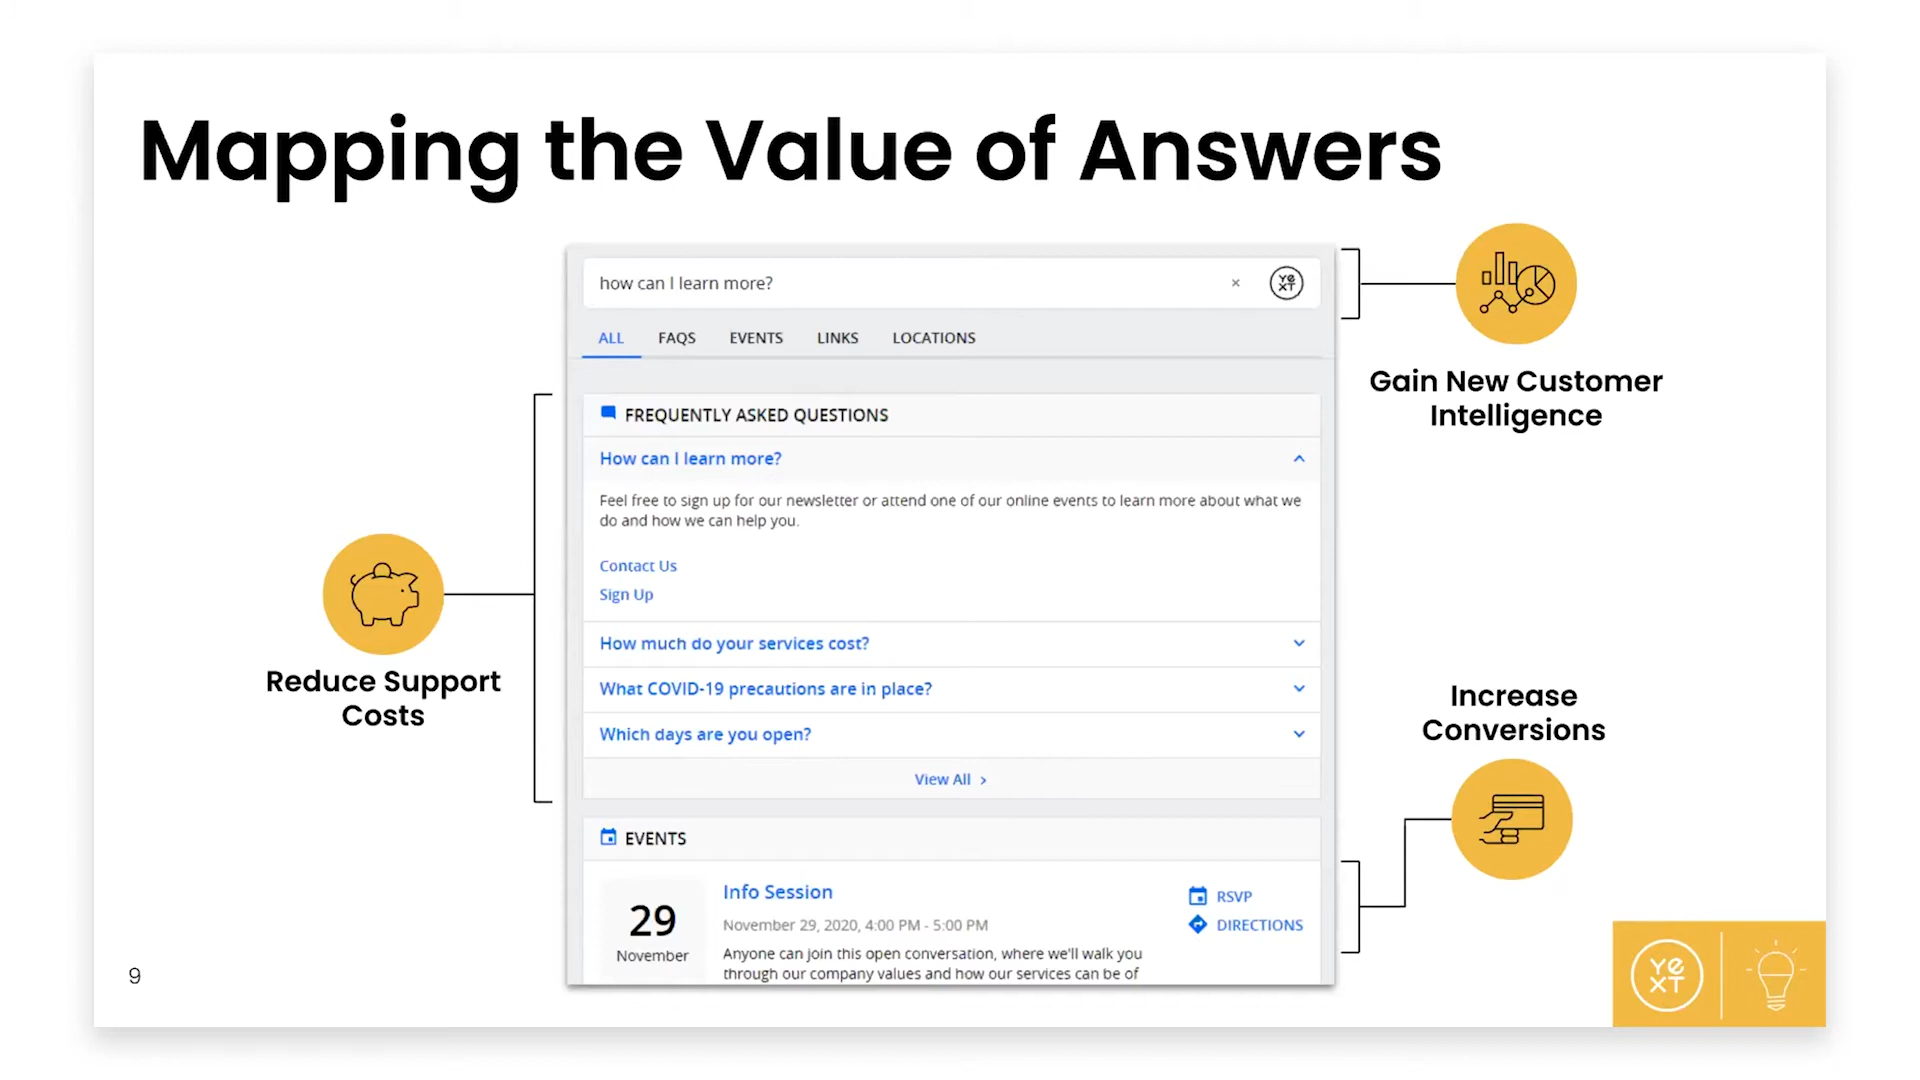 Mapping the Value of Answers
how can I learn more?
×
YEXT
ALL FAQS EVENTS LINKS LOCATIONS
Gain New Customer
Intelligence
FREQUENTLY ASKED QUESTIONS
How can I learn more?
Feel free to sign up for our newsletter or attend one of our online events to learn more about what we
do and how we can help you.
Contact Us
Sign Up
Reduce Support
Costs
How much do your services cost?
What COVID-19 precautions are in place?
Which days are you open?
View All >
Increase
Conversions
EVENTS
29
November
Info Session
November 29, 2020, 4:00 PM - 5:00 PM
Anyone can join this open conversation, where we'll walk you
through our company values and how our services can be of
RSVP
DIRECTIONS
9
YeXT